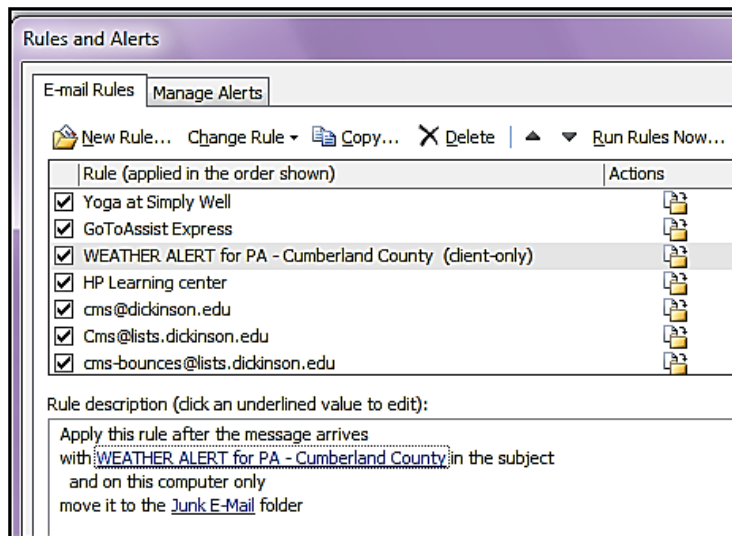 Rules and Alerts
E-mail Rules
Manage Alerts
New Rule... Change Rule Copy... Delete Run Rules Now...
Rule (applied in the order shown) Actions
Yoga at Simply Well
GoToAssist Express
WEATHER ALERT for PA - Cumberland County (client-only)
HP Learning center
cms@dickinson.edu
Cms@lists.dickinson.edu
cms-bounces@lists.dickinson.edu
Rule description (click an underlined value to edit):
Apply this rule after the message arrives
with WEATHER ALERT for PA - Cumberland County in the subject
and on this computer only
move it to the Junk E-Mail folder